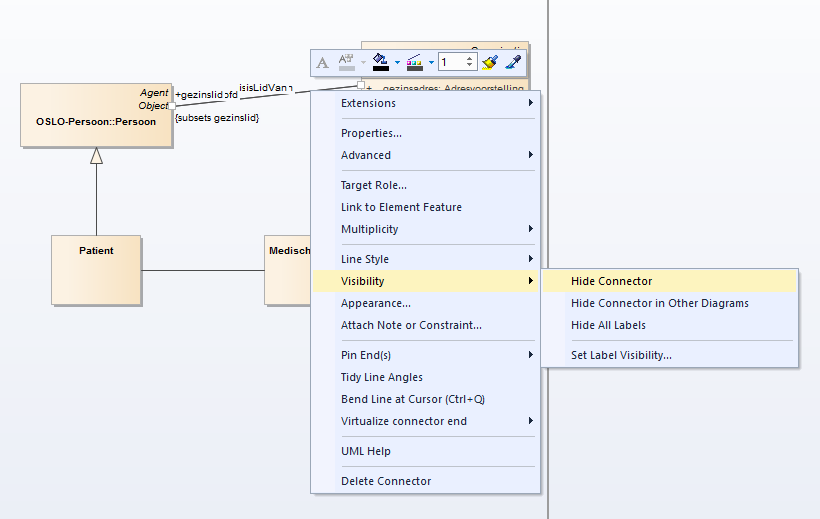 A
1
Agent
Object
OSLO-Persoon::Persoon
+gezinslid
isisLidVan
{subsets gezinslid}
+ gezinsadres: Adresvoorstelling
Patient
Medisch
Extensions
Properties...
Advanced
Target Role...
Link to Element Feature
Multiplicity
Line Style
Visibility
Appearance...
Attach Note or Constraint...
Pin End(s)
Tidy Line Angles
Bend Line at Cursor (Ctrl+Q)
Virtualize connector end
UML Help
Delete Connector
Hide Connector
Hide Connector in Other Diagrams
Hide All Labels
Set Label Visibility...